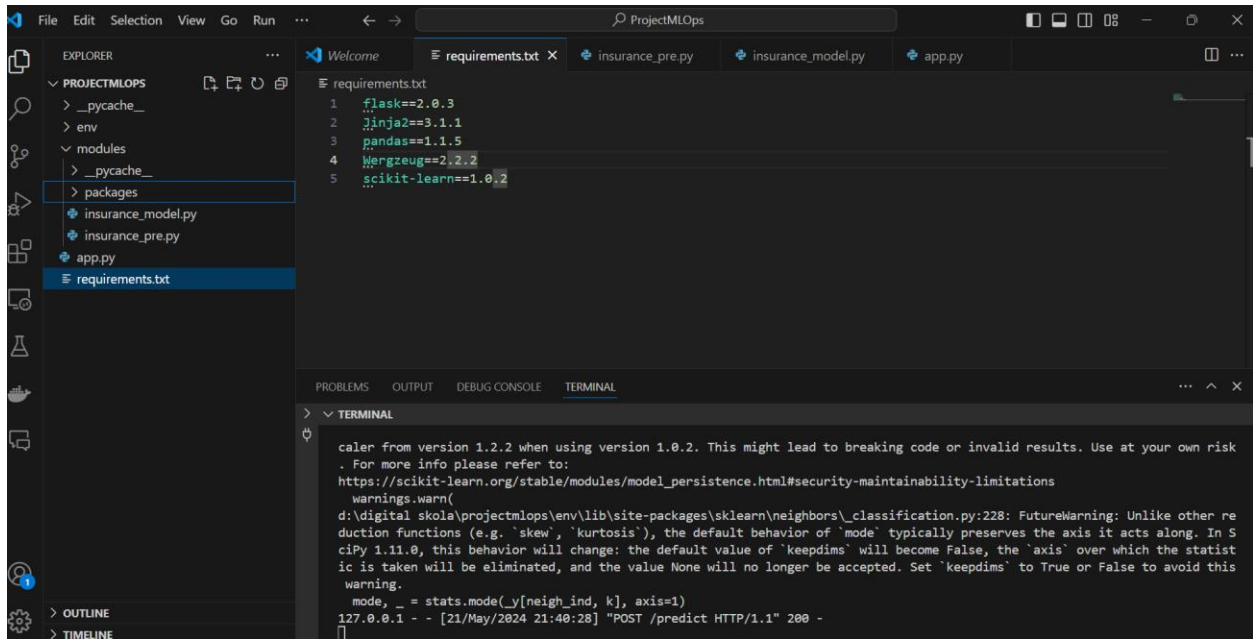 File Edit Selection View Go Run ··· ← → ProjectMLOps
EXPLORER ···
PROJECTMLOPS
__pycache__
env
modules
__pycache__
packages
insurance_model.py
insurance_pre.py
app.py
requirements.txt
OUTLINE
TIMELINE
1
Welcome requirements.txt × insurance_pre.py insurance_model.py app.py ···
requirements.txt
1 flask==2.0.3
2 Jinja2==3.1.1
3 pandas==1.1.5
4 Wergzeug==2.2.2
5 scikit-learn==1.0.2
PROBLEMS OUTPUT DEBUG CONSOLE TERMINAL ···
TERMINAL
caler from version 1.2.2 when using version 1.0.2. This might lead to breaking code or invalid results. Use at your own risk
. For more info please refer to:
https://scikit-learn.org/stable/modules/model_persistence.html#security-maintainability-limitations
warnings.warn(
d:\digital skola\projectmlops\env\lib\site-packages\sklearn\neighbors\_classification.py:228: FutureWarning: Unlike other re
duction functions (e.g. `skew`, `kurtosis`), the default behavior of `mode` typically preserves the axis it acts along. In S
ciPy 1.11.0, this behavior will change: the default value of `keepdims` will become False, the `axis` over which the statist
ic is taken will be eliminated, and the value None will no longer be accepted. Set `keepdims` to True or False to avoid this
warning.
mode, _ = stats.mode(_y[neigh_ind, k], axis=1)
127.0.0.1 - - [21/May/2024 21:40:28] "POST /predict HTTP/1.1" 200 -